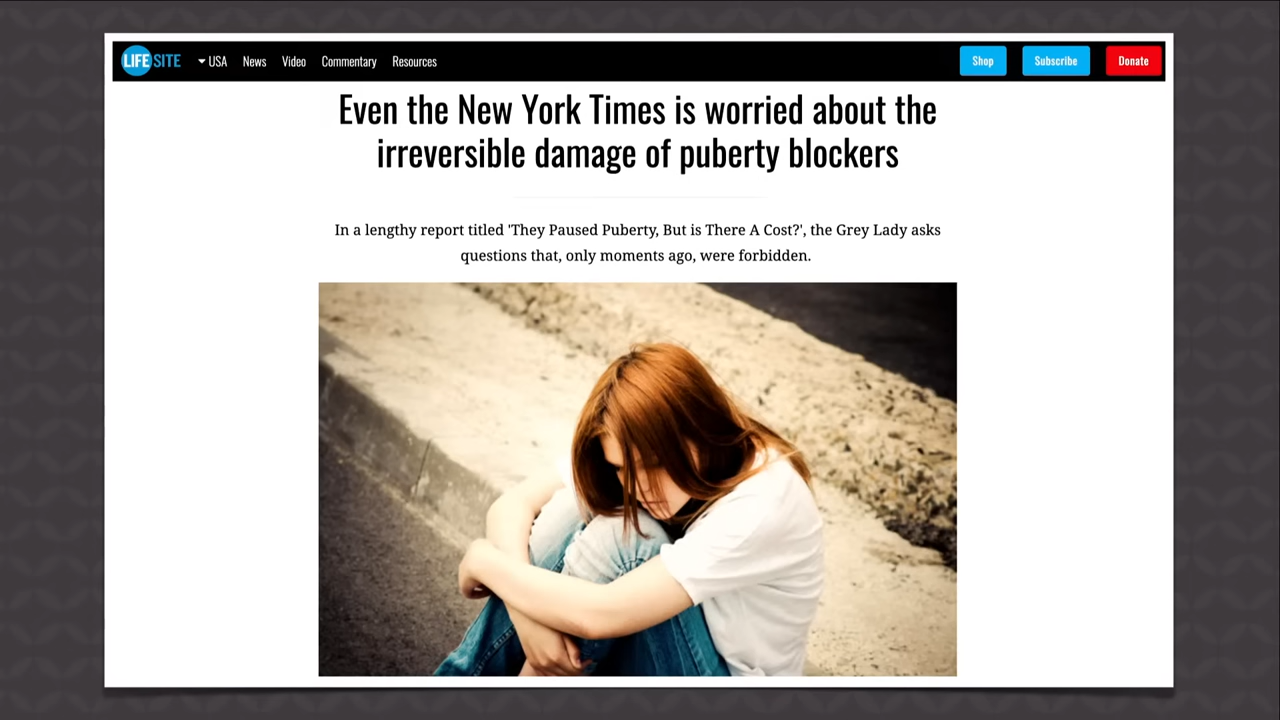 LIFE SITE USA News Video Commentary Resources Shop Subscribe Donate
Even the New York Times is worried about the
irreversible damage of puberty blockers
In a lengthy report titled 'They Paused Puberty, But is There A Cost?', the Grey Lady asks
questions that, only moments ago, were forbidden.